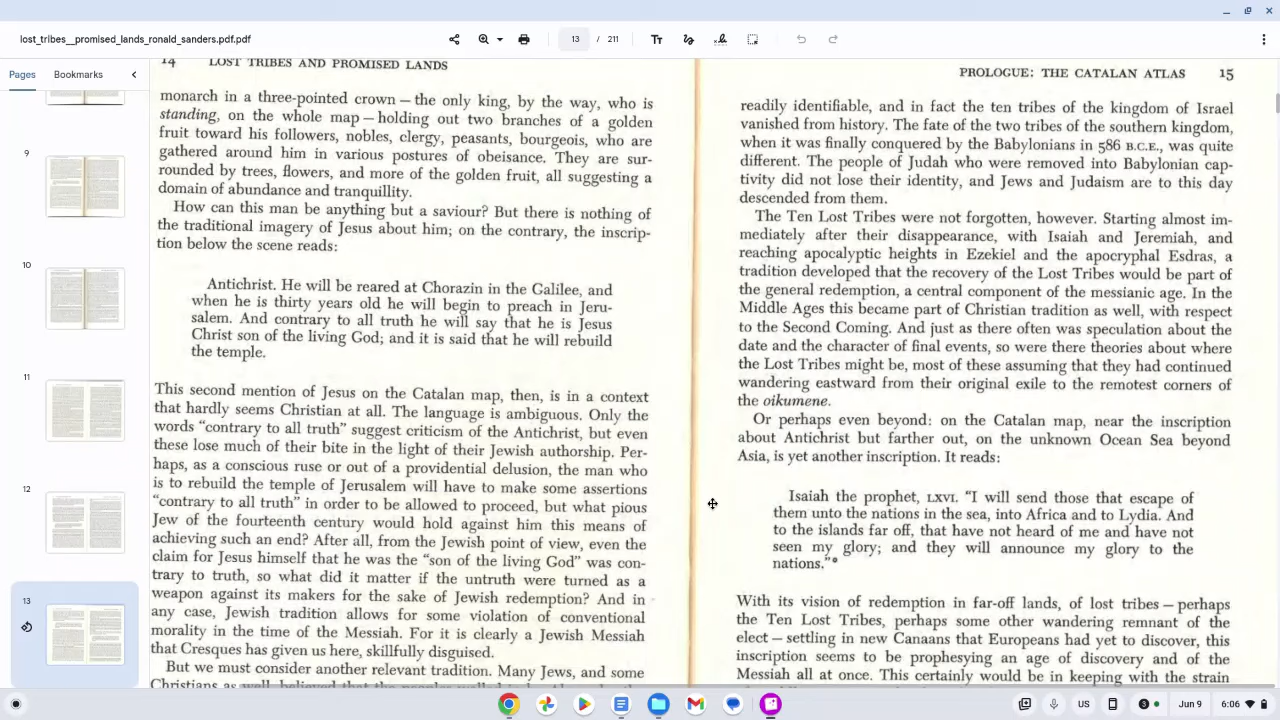 lost_tribes__promised_lands_ronald_sanders.pdf.pdf
13 / 211
Pages
Bookmarks
9
10
11
12
13
14 LOST TRIBES AND PROMISED LANDS
monarch in a three-pointed crown — the only king, by the way, who is
standing, on the whole map — holding out two branches of a golden
fruit toward his followers, nobles, clergy, peasants, bourgeois, who are
gathered around him in various postures of obeisance. They are sur-
rounded by trees, flowers, and more of the golden fruit, all suggesting a
domain of abundance and tranquillity.
How can this man be anything but a saviour? But there is nothing of
the traditional imagery of Jesus about him; on the contrary, the inscrip-
tion below the scene reads:
Antichrist. He will be reared at Chorazin in the Galilee, and
when he is thirty years old he will begin to preach in Jeru-
salem. And contrary to all truth he will say that he is Jesus
Christ son of the living God; and it is said that he will rebuild
the temple.
This second mention of Jesus on the Catalan map, then, is in a context
that hardly seems Christian at all. The language is ambiguous. Only the
words “contrary to all truth” suggest criticism of the Antichrist, but even
these lose much of their bite in the light of their Jewish authorship. Per-
haps, as a conscious ruse or out of a providential delusion, the man who
is to rebuild the temple of Jerusalem will have to make some assertions
“contrary to all truth” in order to be allowed to proceed, but what pious
Jew of the fourteenth century would hold against him this means of
achieving such an end? After all, from the Jewish point of view, even the
claim for Jesus himself that he was the “son of the living God” was con-
trary to truth, so what did it matter if the untruth were turned as a
weapon against its makers for the sake of Jewish redemption? And in
any case, Jewish tradition allows for some violation of conventional
morality in the time of the Messiah. For it is clearly a Jewish Messiah
that Cresques has given us here, skillfully disguised.
But we must consider another relevant tradition. Many Jews, and some
Christians as well, believed that the peoples walled in
PROLOGUE: THE CATALAN ATLAS 15
readily identifiable, and in fact the ten tribes of the kingdom of Israel
vanished from history. The fate of the two tribes of the southern kingdom,
when it was finally conquered by the Babylonians in 586 B.C.E., was quite
different. The people of Judah who were removed into Babylonian cap-
tivity did not lose their identity, and Jews and Judaism are to this day
descended from them.
The Ten Lost Tribes were not forgotten, however. Starting almost im-
mediately after their disappearance, with Isaiah and Jeremiah, and
reaching apocalyptic heights in Ezekiel and the apocryphal Esdras, a
tradition developed that the recovery of the Lost Tribes would be part of
the general redemption, a central component of the messianic age. In the
Middle Ages this became part of Christian tradition as well, with respect
to the Second Coming. And just as there often was speculation about the
date and the character of final events, so were there theories about where
the Lost Tribes might be, most of these assuming that they had continued
wandering eastward from their original exile to the remotest corners of
the oikumene.
Or perhaps even beyond: on the Catalan map, near the inscription
about Antichrist but farther out, on the unknown Ocean Sea beyond
Asia, is yet another inscription. It reads:
Isaiah the prophet, LXVI. “I will send those that escape of
them unto the nations in the sea, into Africa and to Lydia. And
to the islands far off, that have not heard of me and have not
seen my glory; and they will announce my glory to the
nations.”*
With its vision of redemption in far-off lands, of lost tribes — perhaps
the Ten Lost Tribes, perhaps some other wandering remnant of the
elect — settling in new Canaans that Europeans had yet to discover, this
inscription seems to be prophesying an age of discovery and of the
Messiah all at once. This certainly would be in keeping with the strain
US
3
Jun 9
6:06